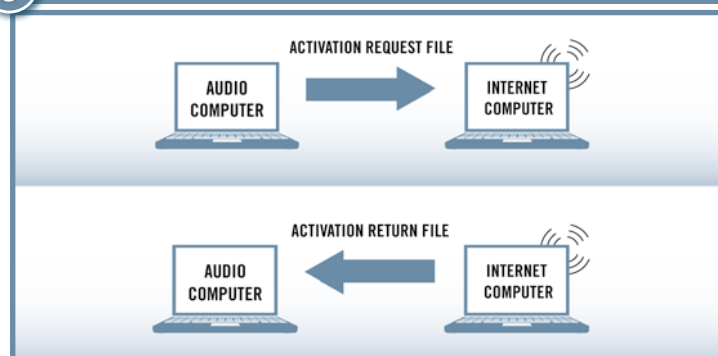 ACTIVATION REQUEST FILE
AUDIO
COMPUTER
INTERNET
COMPUTER
ACTIVATION RETURN FILE
AUDIO
COMPUTER
INTERNET
COMPUTER